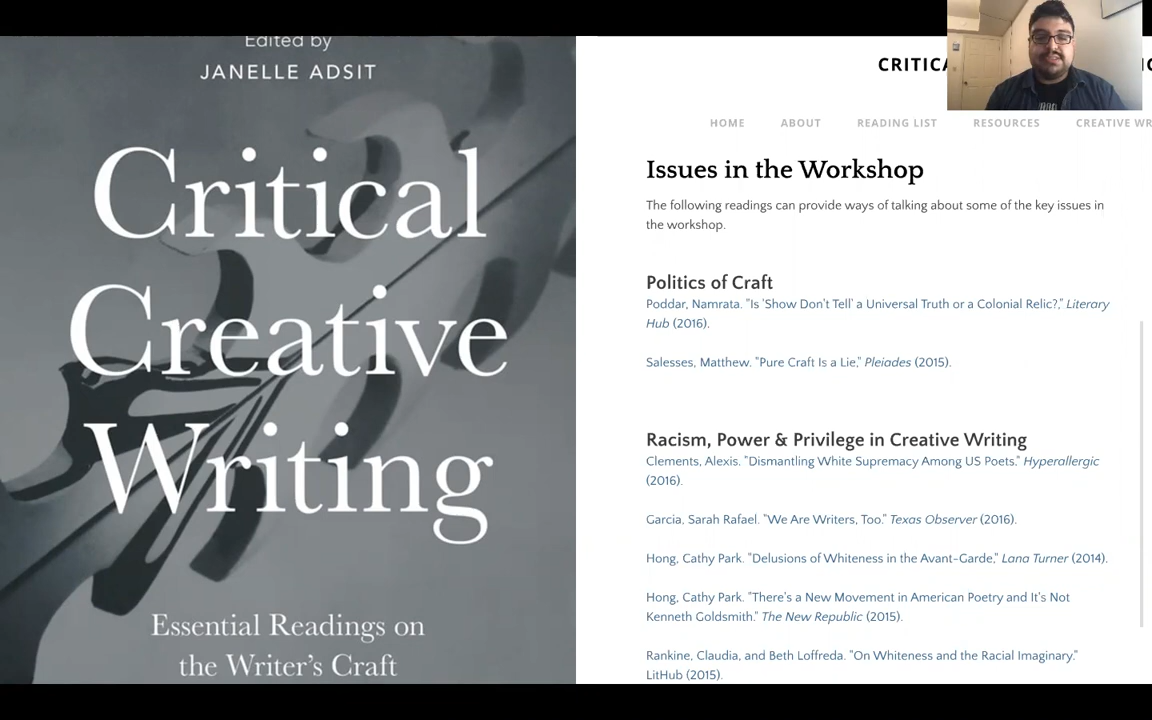 Edited by
JANELLE ADSIT
Critical
Creative
Writing
Essential Readings on
the Writer's Craft
HOME ABOUT READING LIST RESOURCES
Issues in the Workshop
The following readings can provide ways of talking about some of the key issues in
the workshop.
Politics of Craft
Poddar, Namrata. "Is 'Show Don't Tell' a Universal Truth or a Colonial Relic?," Literary
Hub (2016).
Salesses, Matthew. "Pure Craft Is a Lie," Pleiades (2015).
Racism, Power & Privilege in Creative Writing
Clements, Alexis. "Dismantling White Supremacy Among US Poets." Hyperallergic
(2016).
Garcia, Sarah Rafael. "We Are Writers, Too." Texas Observer (2016).
Hong, Cathy Park. "Delusions of Whiteness in the Avant-Garde," Lana Turner (2014).
Hong, Cathy Park. "There's a New Movement in American Poetry and It's Not
Kenneth Goldsmith." The New Republic (2015).
Rankine, Claudia, and Beth Loffreda. "On Whiteness and the Racial Imaginary."
LitHub (2015).